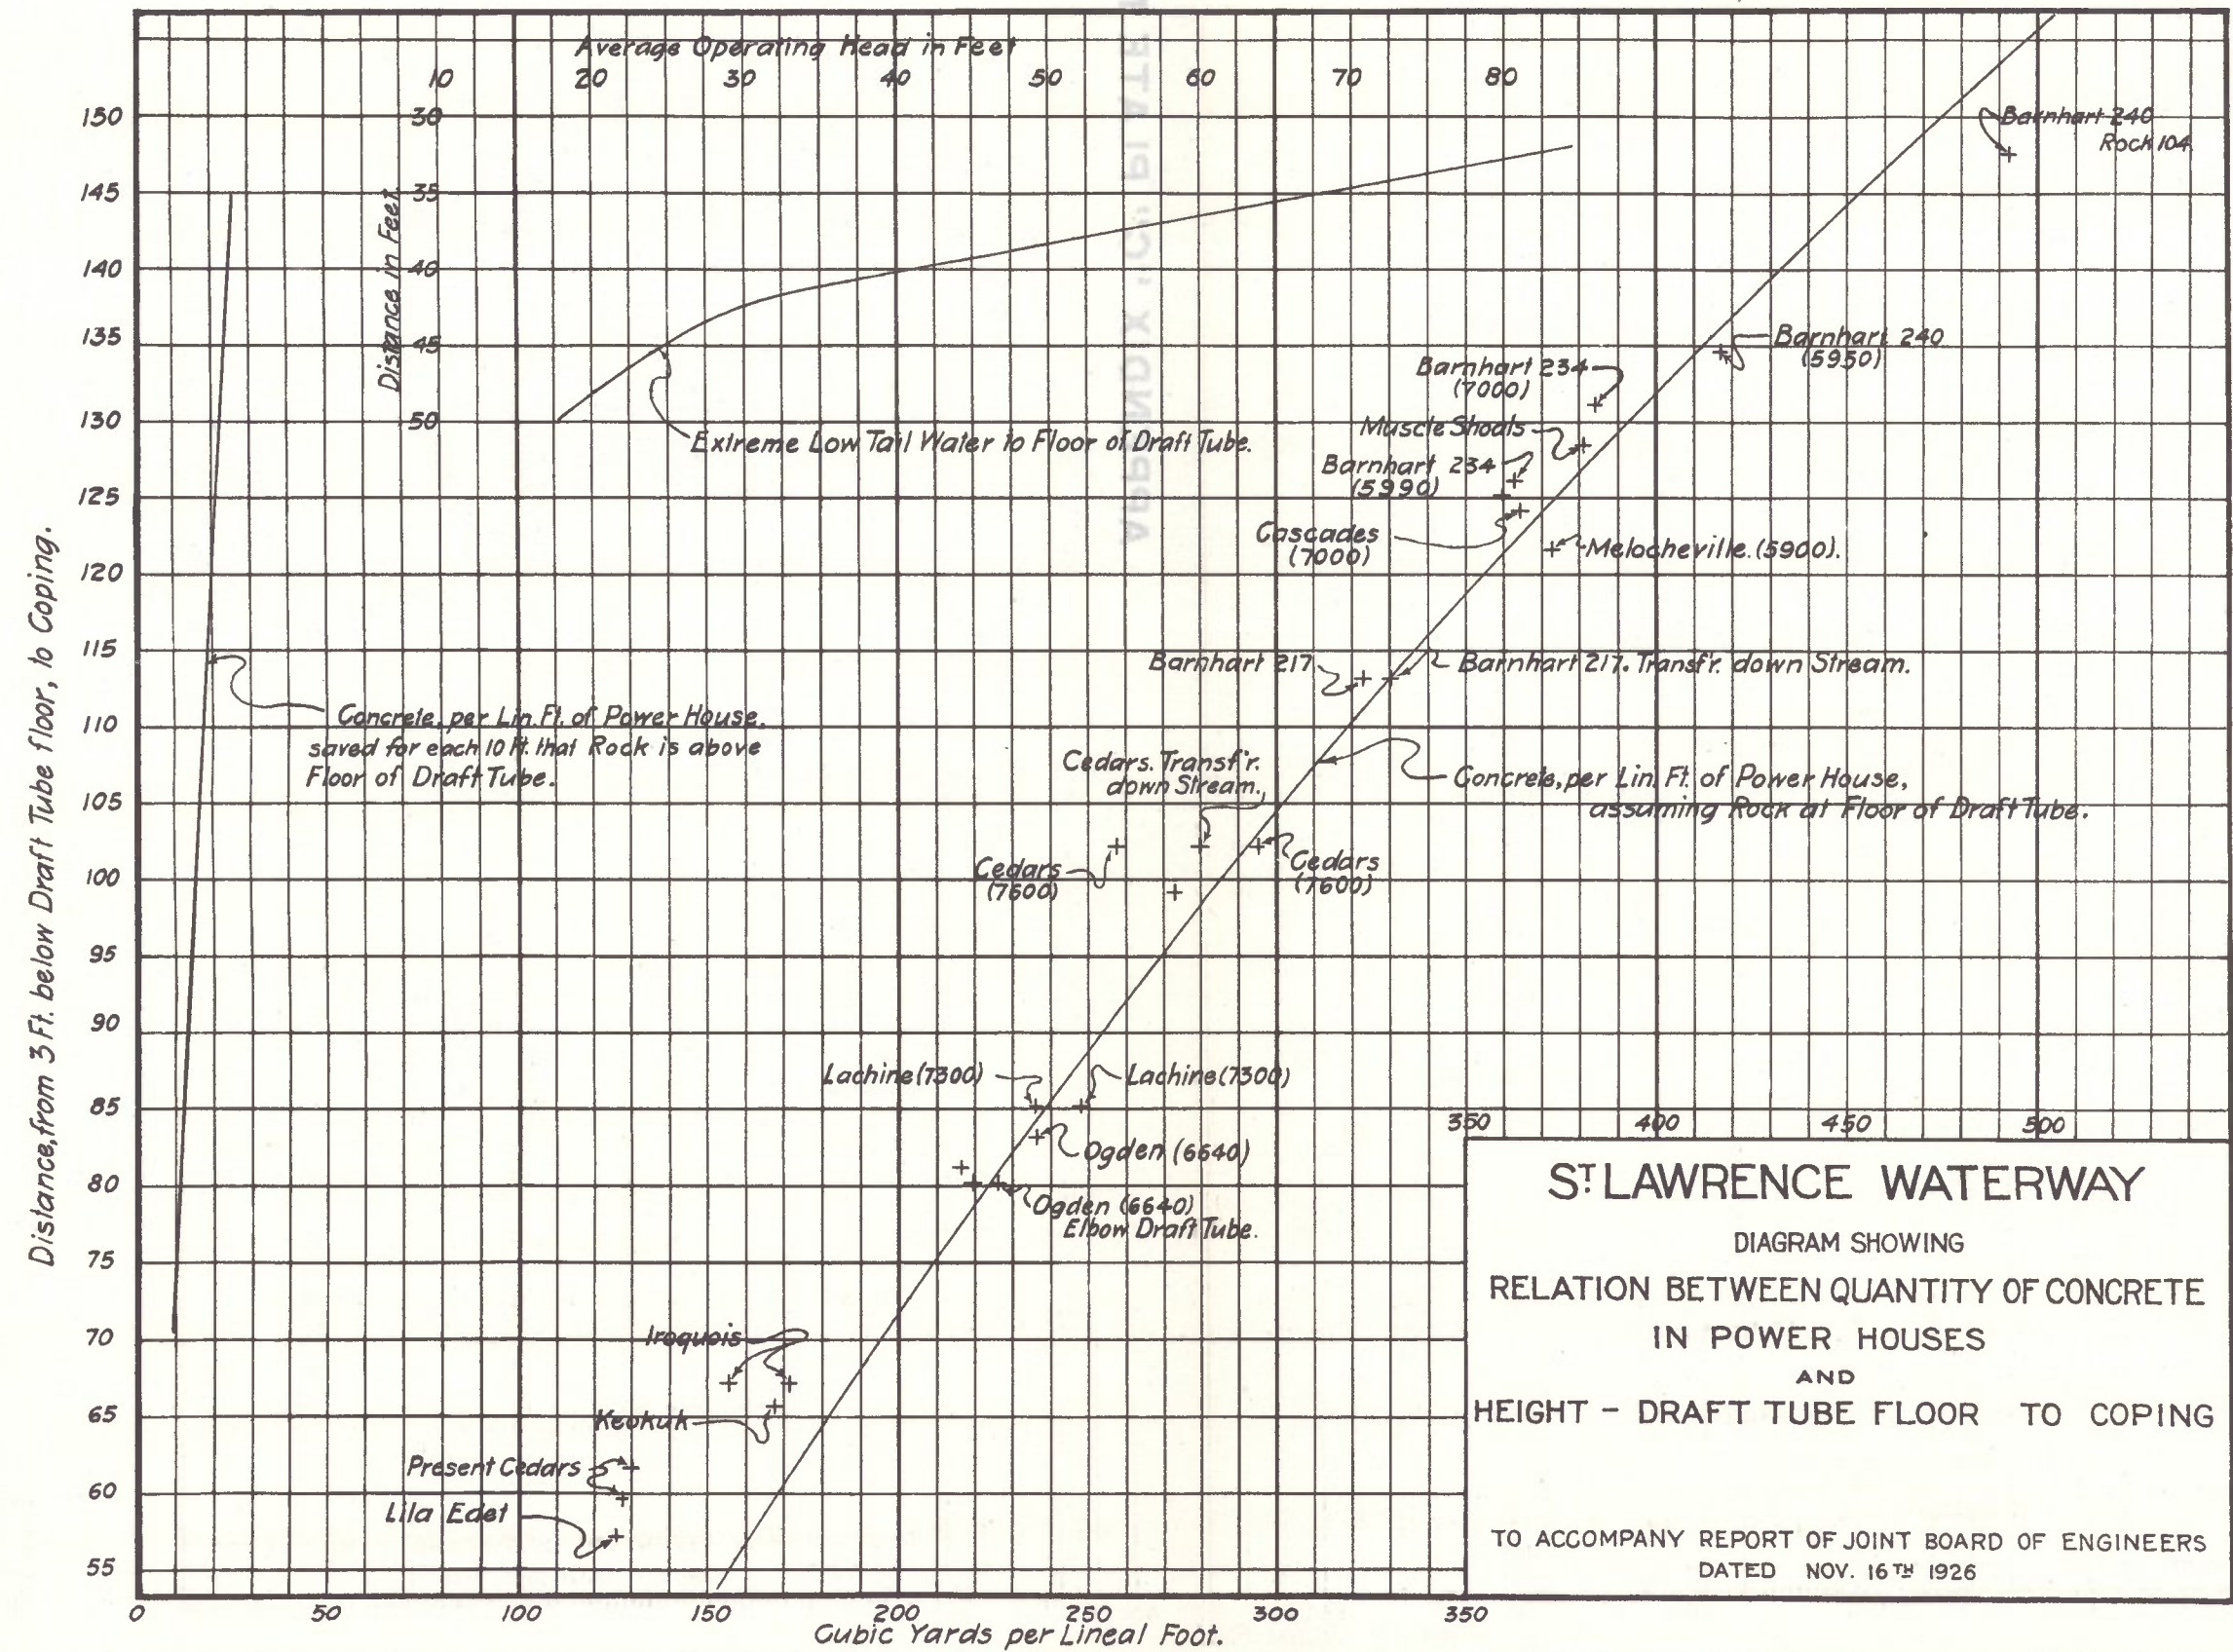 Average Operating Head in Feet
10 20 30 40 50 60 70 80
30
35
40
45
50
Distance in Feet.
150
145
140
135
130
125
120
115
110
105
100
95
90
85
80
75
70
65
60
55
Distance, from 3 Ft. below Draft Tube floor, to Coping.
Barnhart 240
Rock 104
Barnhart 240
(5950)
Barnhart 234
(7000)
Muscle Shoals
Barnhart 234
(5990)
Extreme Low Tail Water to Floor of Draft Tube.
Cascades
(7000)
Melocheville. (5900).
Barnhart 217
Barnhart 217. Transf'r. down Stream.
Concrete, per Lin. Ft. of Power House.
saved for each 10 ft. that Rock is above
Floor of Draft Tube.
Cedars. Transf'r.
down Stream.
Concrete, per Lin. Ft. of Power House,
assuming Rock at Floor of Draft Tube.
Cedars
(7600)
Cedars
(7600)
Lachine (7300)
Lachine (7300)
Ogden (6640)
Ogden (6640)
Elbow Draft Tube.
Iroquois
Keokuk
Present Cedars
Lila Edet
350 400 450 500
0 50 100 150 200 250 300 350
Cubic Yards per Lineal Foot.
ST. LAWRENCE WATERWAY
DIAGRAM SHOWING
RELATION BETWEEN QUANTITY OF CONCRETE
IN POWER HOUSES
AND
HEIGHT - DRAFT TUBE FLOOR TO COPING
TO ACCOMPANY REPORT OF JOINT BOARD OF ENGINEERS
DATED NOV. 16TH 1926